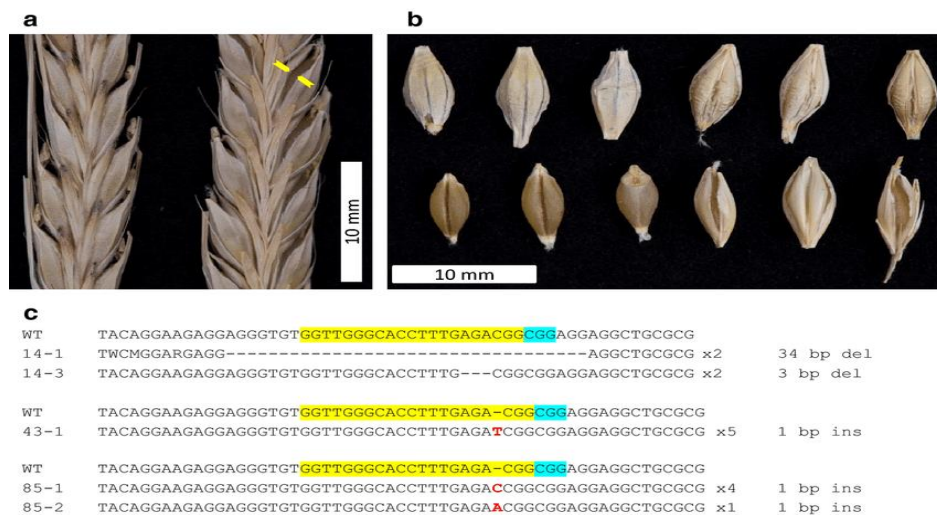 a
b
10 mm
10 mm
c
WT TACAGGAAGAGGAGGGTGTGGTTGGGCACCTTTGAGACGGCGGAGGAGGCTGCGCG
14-1 TWCMGGARGAGG----------------------------------AGGCTGCGCG x2 34 bp del
14-3 TACAGGAAGAGGAGGGTGTGGTTGGGCACCTTTG---CGGCGGAGGAGGCTGCGCG x2 3 bp del
WT TACAGGAAGAGGAGGGTGTGGTTGGGCACCTTTGAGA-CGGCGGAGGAGGCTGCGCG
43-1 TACAGGAAGAGGAGGGTGTGGTTGGGCACCTTTGAGATCGGCGGAGGAGGCTGCGCG x5 1 bp ins
WT TACAGGAAGAGGAGGGTGTGGTTGGGCACCTTTGAGA-CGGCGGAGGAGGCTGCGCG
85-1 TACAGGAAGAGGAGGGTGTGGTTGGGCACCTTTGAGACCGGCGGAGGAGGCTGCGCG x4 1 bp ins
85-2 TACAGGAAGAGGAGGGTGTGGTTGGGCACCTTTGAGAACGGCGGAGGAGGCTGCGCG x1 1 bp ins